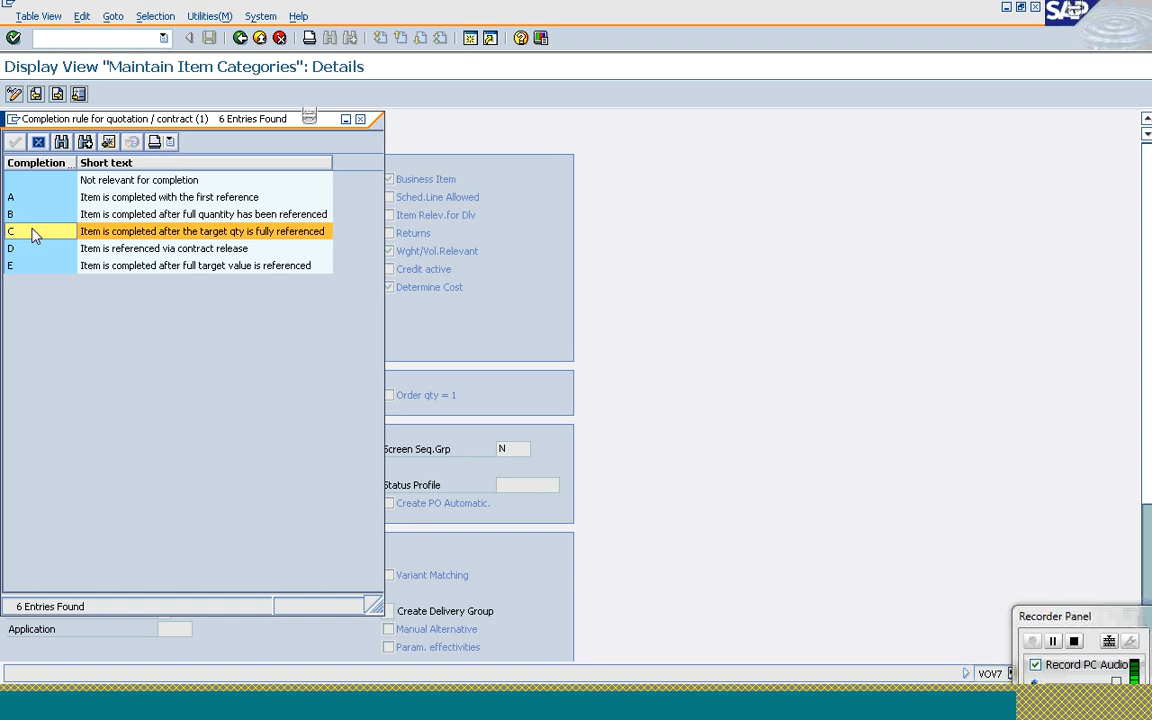 Table View Edit Goto Selection Utilities(M) System Help
SAP
Display View "Maintain Item Categories": Details
Completion rule for quotation / contract (1) 6 Entries Found
Completion ... Short text
Not relevant for completion
A Item is completed with the first reference
B Item is completed after full quantity has been referenced
C Item is completed after the target qty is fully referenced
D Item is referenced via contract release
E Item is completed after full target value is referenced
Business Item
Sched.Line Allowed
Item Relev.for Dlv
Returns
Wght/Vol.Relevant
Credit active
Determine Cost
Order qty = 1
Screen Seq.Grp N
Status Profile
Create PO Automatic.
Variant Matching
Create Delivery Group
Manual Alternative
Param. effectivities
6 Entries Found
Application
Recorder Panel
Record PC Audio
VOV7